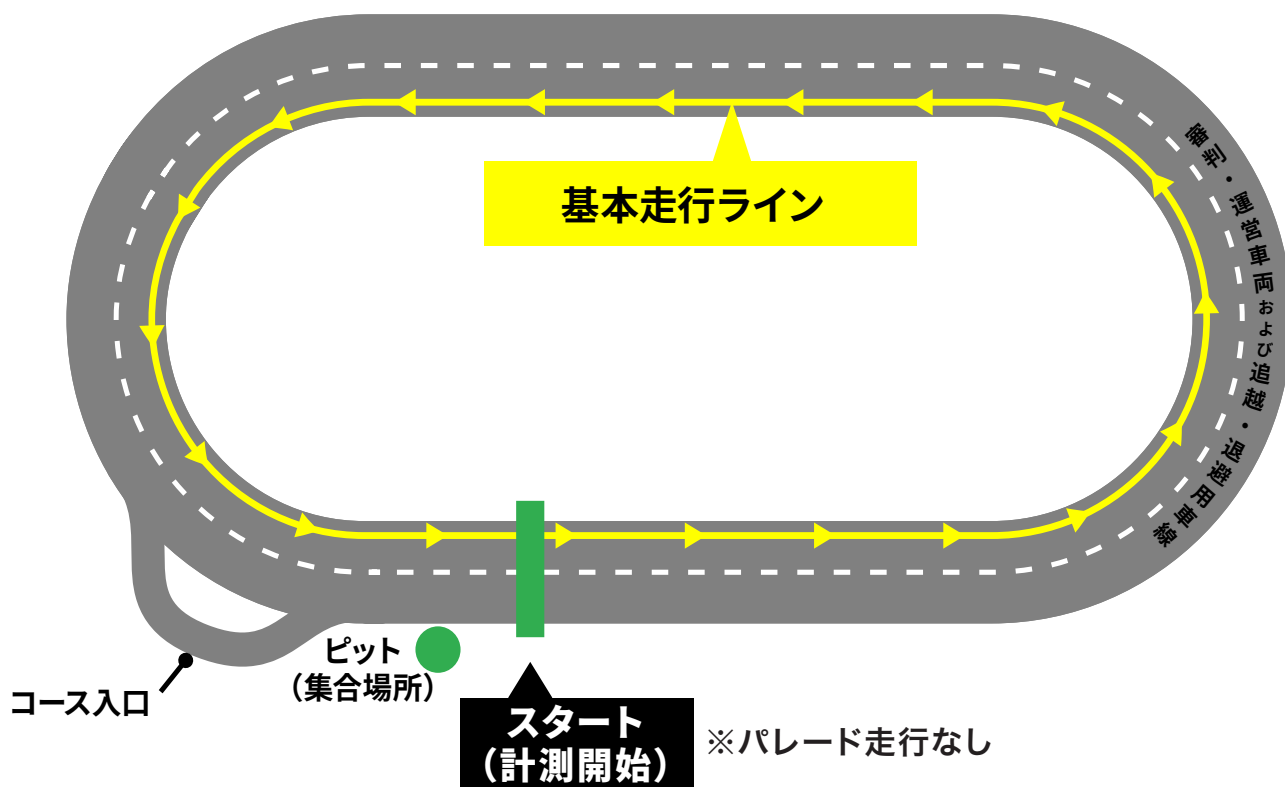 基本走行ライン
審判・運営車両および追越・退避用車線
ピット
（集合場所）
コース入口
スタート
（計測開始）
※パレード走行なし